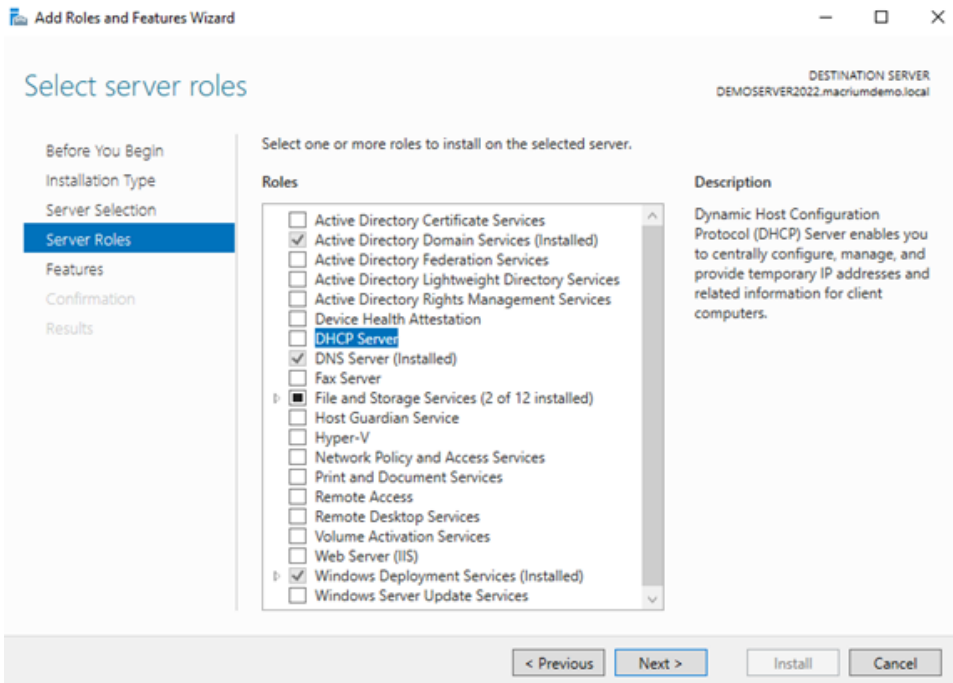 Add Roles and Features Wizard
Select server roles
DESTINATION SERVER
DEMOSERVER2022.macriumdemo.local
Before You Begin
Installation Type
Server Selection
Server Roles
Features
Confirmation
Results
Select one or more roles to install on the selected server.
Roles
Active Directory Certificate Services
Active Directory Domain Services (Installed)
Active Directory Federation Services
Active Directory Lightweight Directory Services
Active Directory Rights Management Services
Device Health Attestation
DHCP Server
DNS Server (Installed)
Fax Server
File and Storage Services (2 of 12 installed)
Host Guardian Service
Hyper-V
Network Policy and Access Services
Print and Document Services
Remote Access
Remote Desktop Services
Volume Activation Services
Web Server (IIS)
Windows Deployment Services (Installed)
Windows Server Update Services
Description
Dynamic Host Configuration
Protocol (DHCP) Server enables you
to centrally configure, manage, and
provide temporary IP addresses and
related information for client
computers.
< Previous
Next >
Install
Cancel